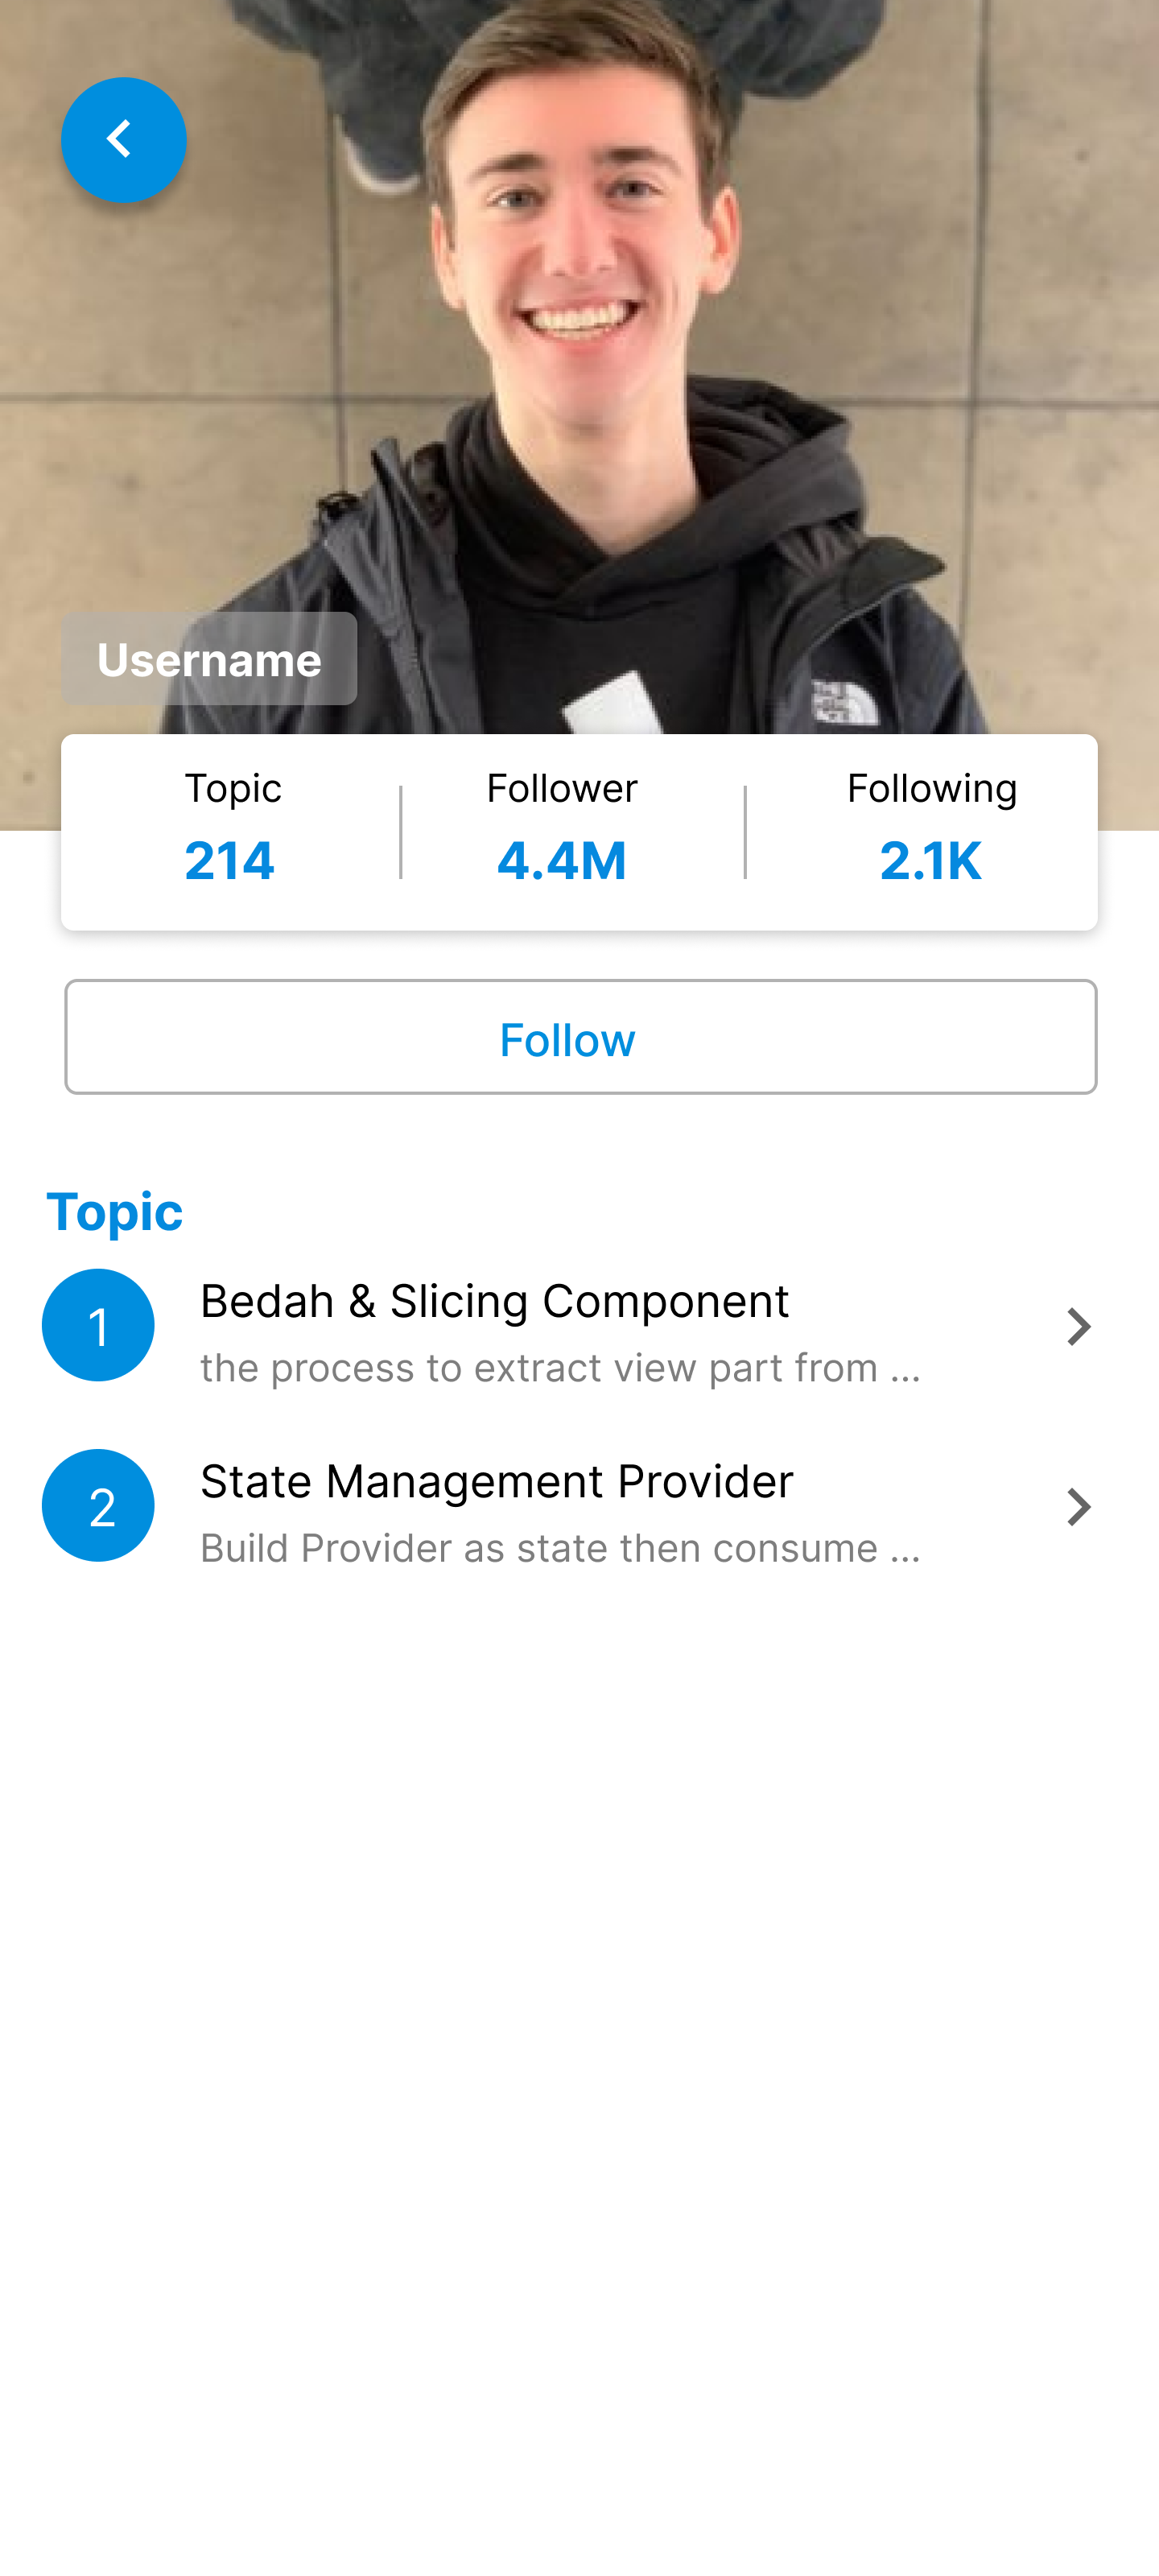 Username
Topic Follower Following
214 4.4M 2.1K
Follow
Topic
1 Bedah & Slicing Component
the process to extract view part from ...
2 State Management Provider
Build Provider as state then consume ...